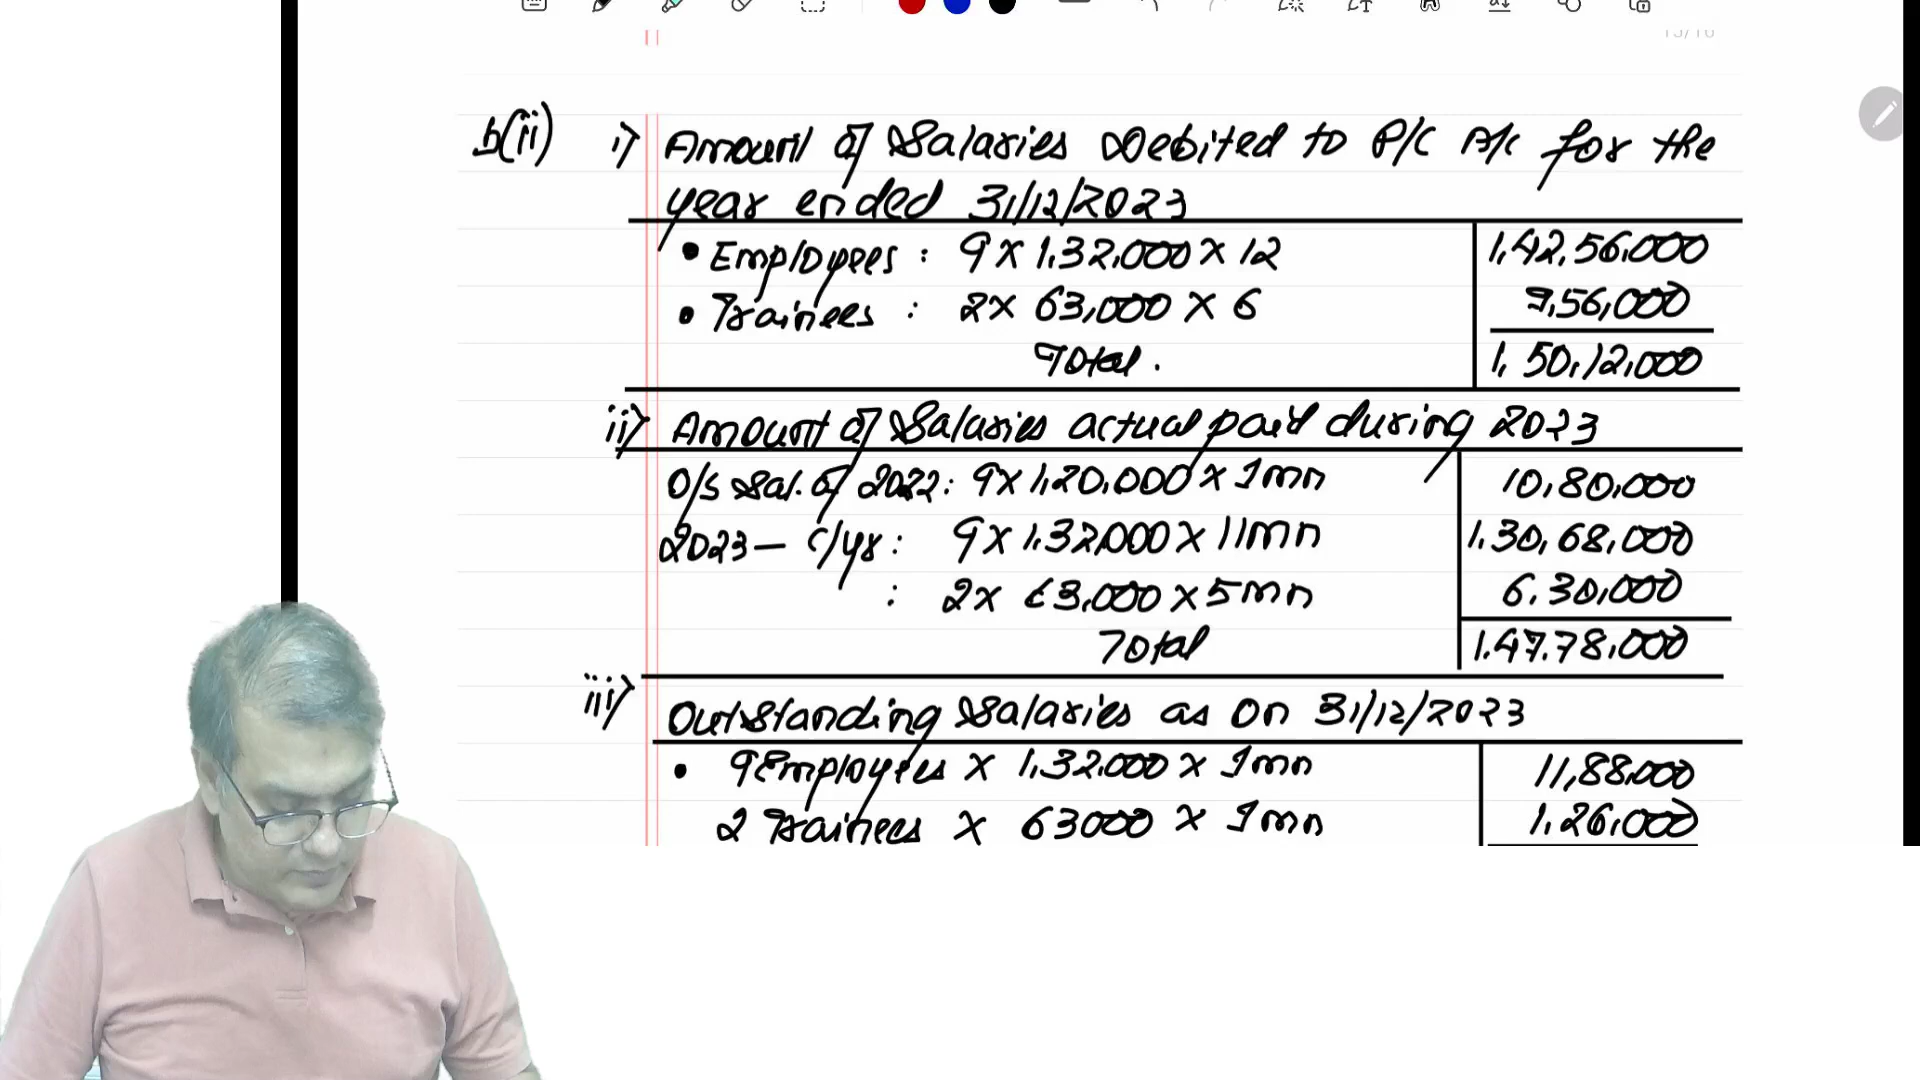 b(ii) i) Amount of Salaries Debited to P/L A/c for the
year ended 31/12/2023
• Employees : 9 x 1,32,000 x 12 1,42,56,000
• Trainees : 2 x 63,000 x 6 7,56,000
Total. 1,50,12,000
ii) Amount of Salaries actual paid during 2023
O/s Sal. of 2022: 9 x 1,20,000 x 1mn 10,80,000
2023 - C/yr: 9 x 1,32,000 x 11mn 1,30,68,000
: 2 x 63,000 x 5mn 6,30,000
Total 1,47,78,000
iii) Outstanding Salaries as on 31/12/2023
• 9 Employees x 1,32,000 x 1mn 11,88,000
2 Trainees x 63000 x 1mn 1,26,000